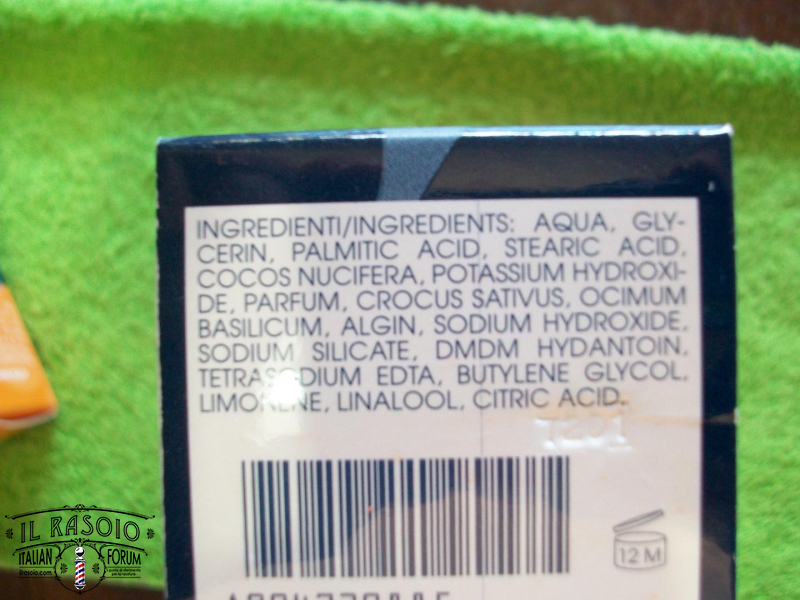 INGREDIENTI/INGREDIENTS: AQUA, GLY-
CERIN, PALMITIC ACID, STEARIC ACID,
COCOS NUCIFERA, POTASSIUM HYDROXI-
DE, PARFUM, CROCUS SATIVUS, OCIMUM
BASILICUM, ALGIN, SODIUM HYDROXIDE,
SODIUM SILICATE, DMDM HYDANTOIN,
TETRASODIUM EDTA, BUTYLENE GLYCOL,
LIMONENE, LINALOOL, CITRIC ACID.
12 M
IL RASOIO
ITALIAN FORUM
ilrasoio.com